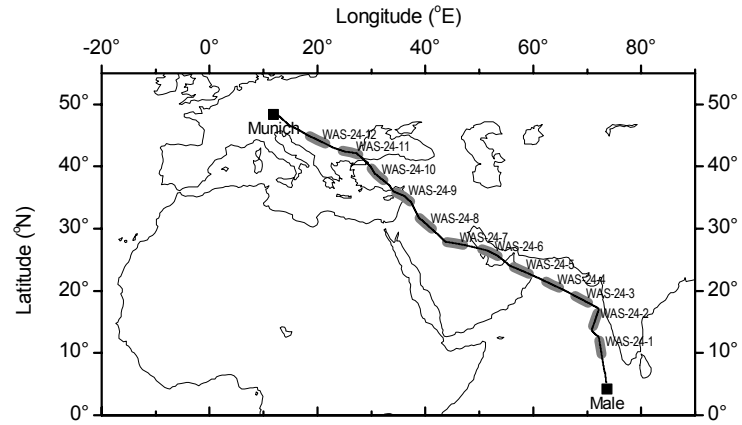 Longitude (°E)
-20° 0° 20° 40° 60° 80°
50° 50°
Munich
WAS-24-12
WAS-24-11
40° 40°
WAS-24-10
WAS-24-9
30° 30°
WAS-24-8
WAS-24-7
WAS-24-6
WAS-24-5
WAS-24-4
20° 20°
WAS-24-3
WAS-24-2
WAS-24-1
10° 10°
Male
0° 0°
Latitude (°N)